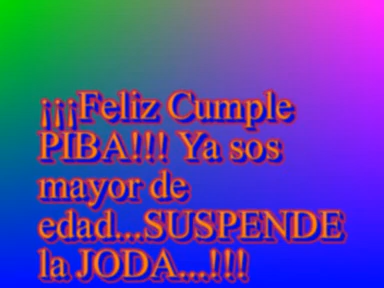 ¡¡¡Feliz Cumple
PIBA!!! Ya sos
mayor de
edad...SUSPENDE
la JODA...!!!